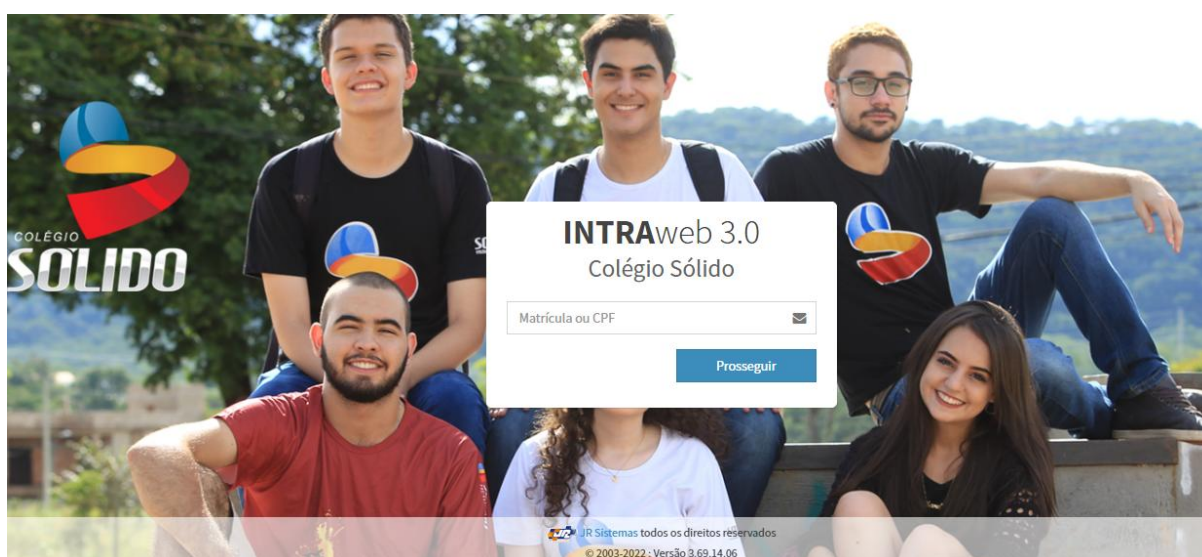 COLÉGIO
SÓLIDO
INTRAweb 3.0
Colégio Sólido
Matrícula ou CPF
Prosseguir
JR Sistemas todos os direitos reservados
© 2003-2022 : Versão 3.69.14.06